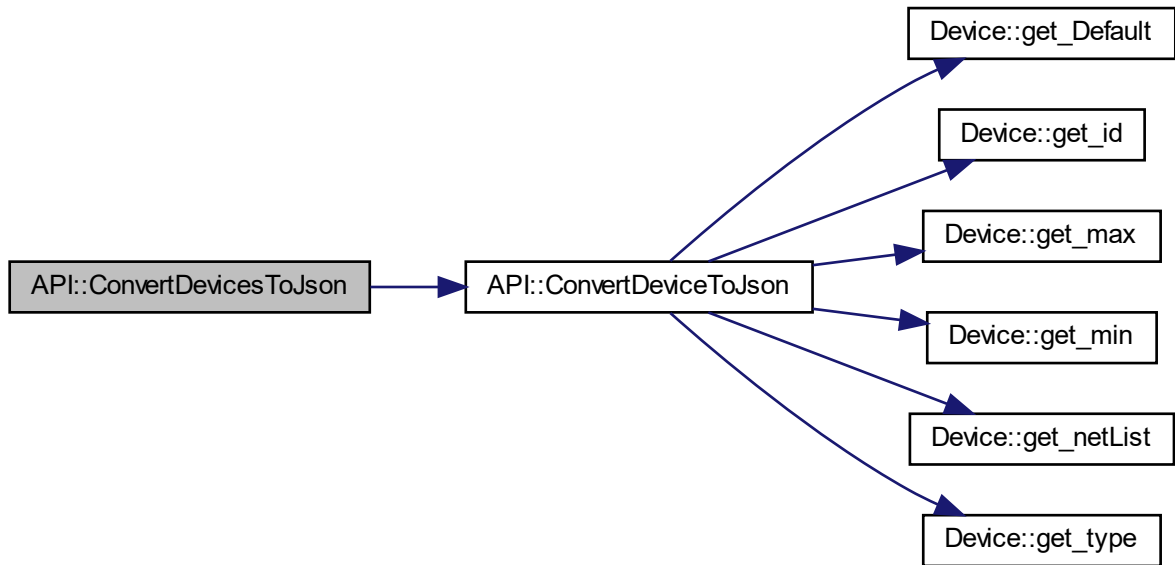 Device::get_Default
Device::get_id
Device::get_max
API::ConvertDevicesToJson
API::ConvertDeviceToJson
Device::get_min
Device::get_netList
Device::get_type